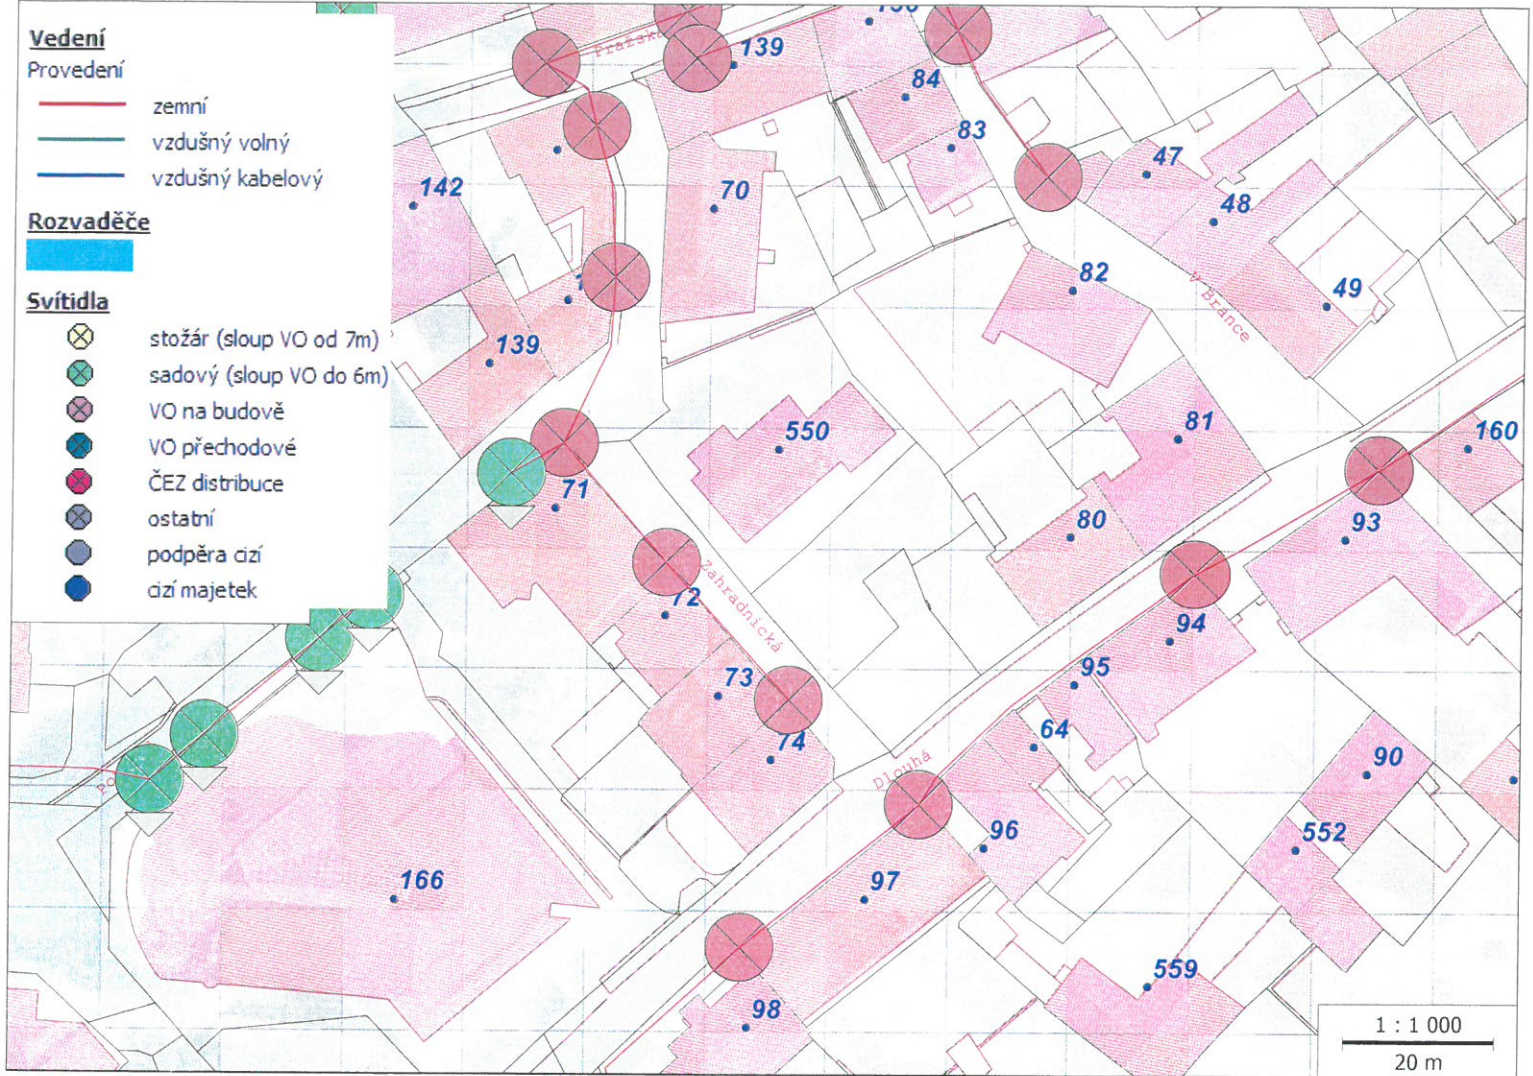 Vedení
Provedení
zemní
vzdušný volný
vzdušný kabelový
Rozvaděče
Svítidla
stožár (sloup VO od 7m)
sadový (sloup VO do 6m)
VO na budově
VO přechodové
ČEZ distribuce
ostatní
podpěra cizí
cizí majetek
139
84
83
47
142
70
48
82
49
V Brance
139
550
81
160
71
80
93
Zahradnická
72
94
73
95
74
64
Dlouhá
90
96
552
166
97
559
98
1 : 1 000
20 m